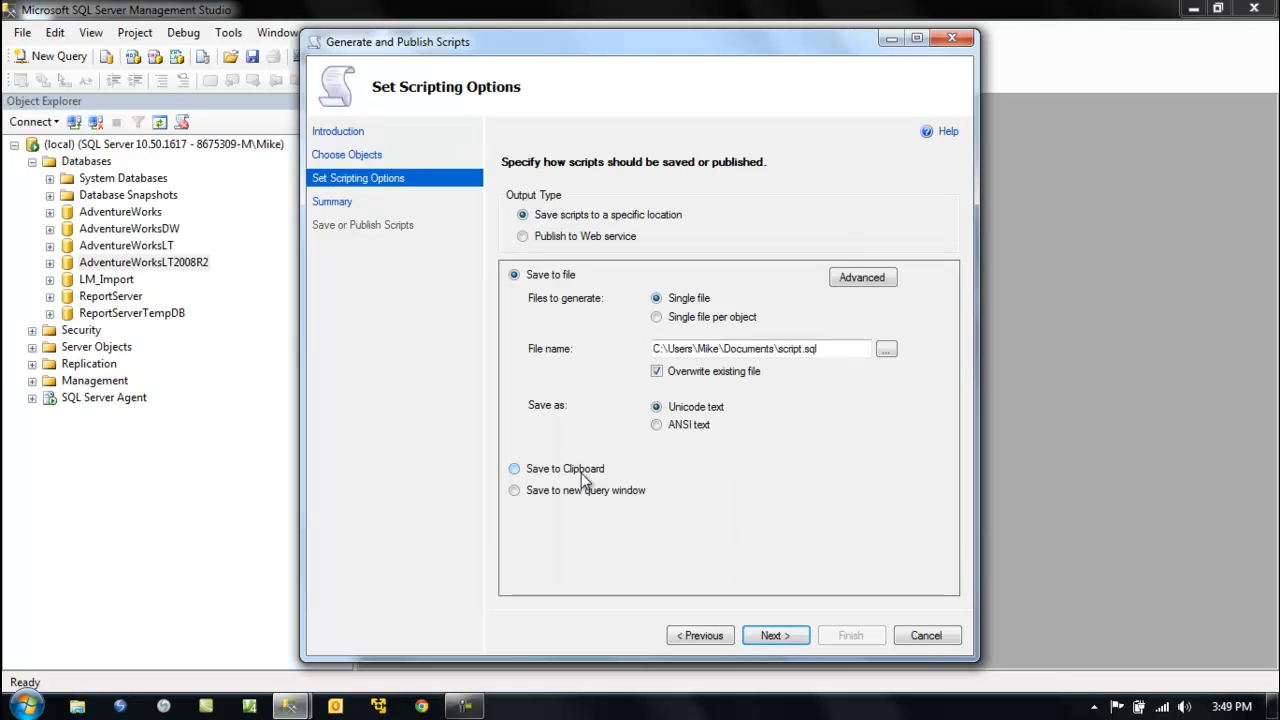 Microsoft SQL Server Management Studio
File Edit View Project Debug Tools Window
New Query
Object Explorer
Connect
(local) (SQL Server 10.50.1617 - 8675309-M\Mike)
Databases
System Databases
Database Snapshots
AdventureWorks
AdventureWorksDW
AdventureWorksLT
AdventureWorksLT2008R2
LM_Import
ReportServer
ReportServerTempDB
Security
Server Objects
Replication
Management
SQL Server Agent
Generate and Publish Scripts
Set Scripting Options
Introduction
Choose Objects
Set Scripting Options
Summary
Save or Publish Scripts
Help
Specify how scripts should be saved or published.
Output Type
Save scripts to a specific location
Publish to Web service
Save to file
Advanced
Files to generate:
Single file
Single file per object
File name:
C:\Users\Mike\Documents\script.sql
...
Overwrite existing file
Save as:
Unicode text
ANSI text
Save to Clipboard
Save to new query window
< Previous
Next >
Finish
Cancel
Ready
3:49 PM